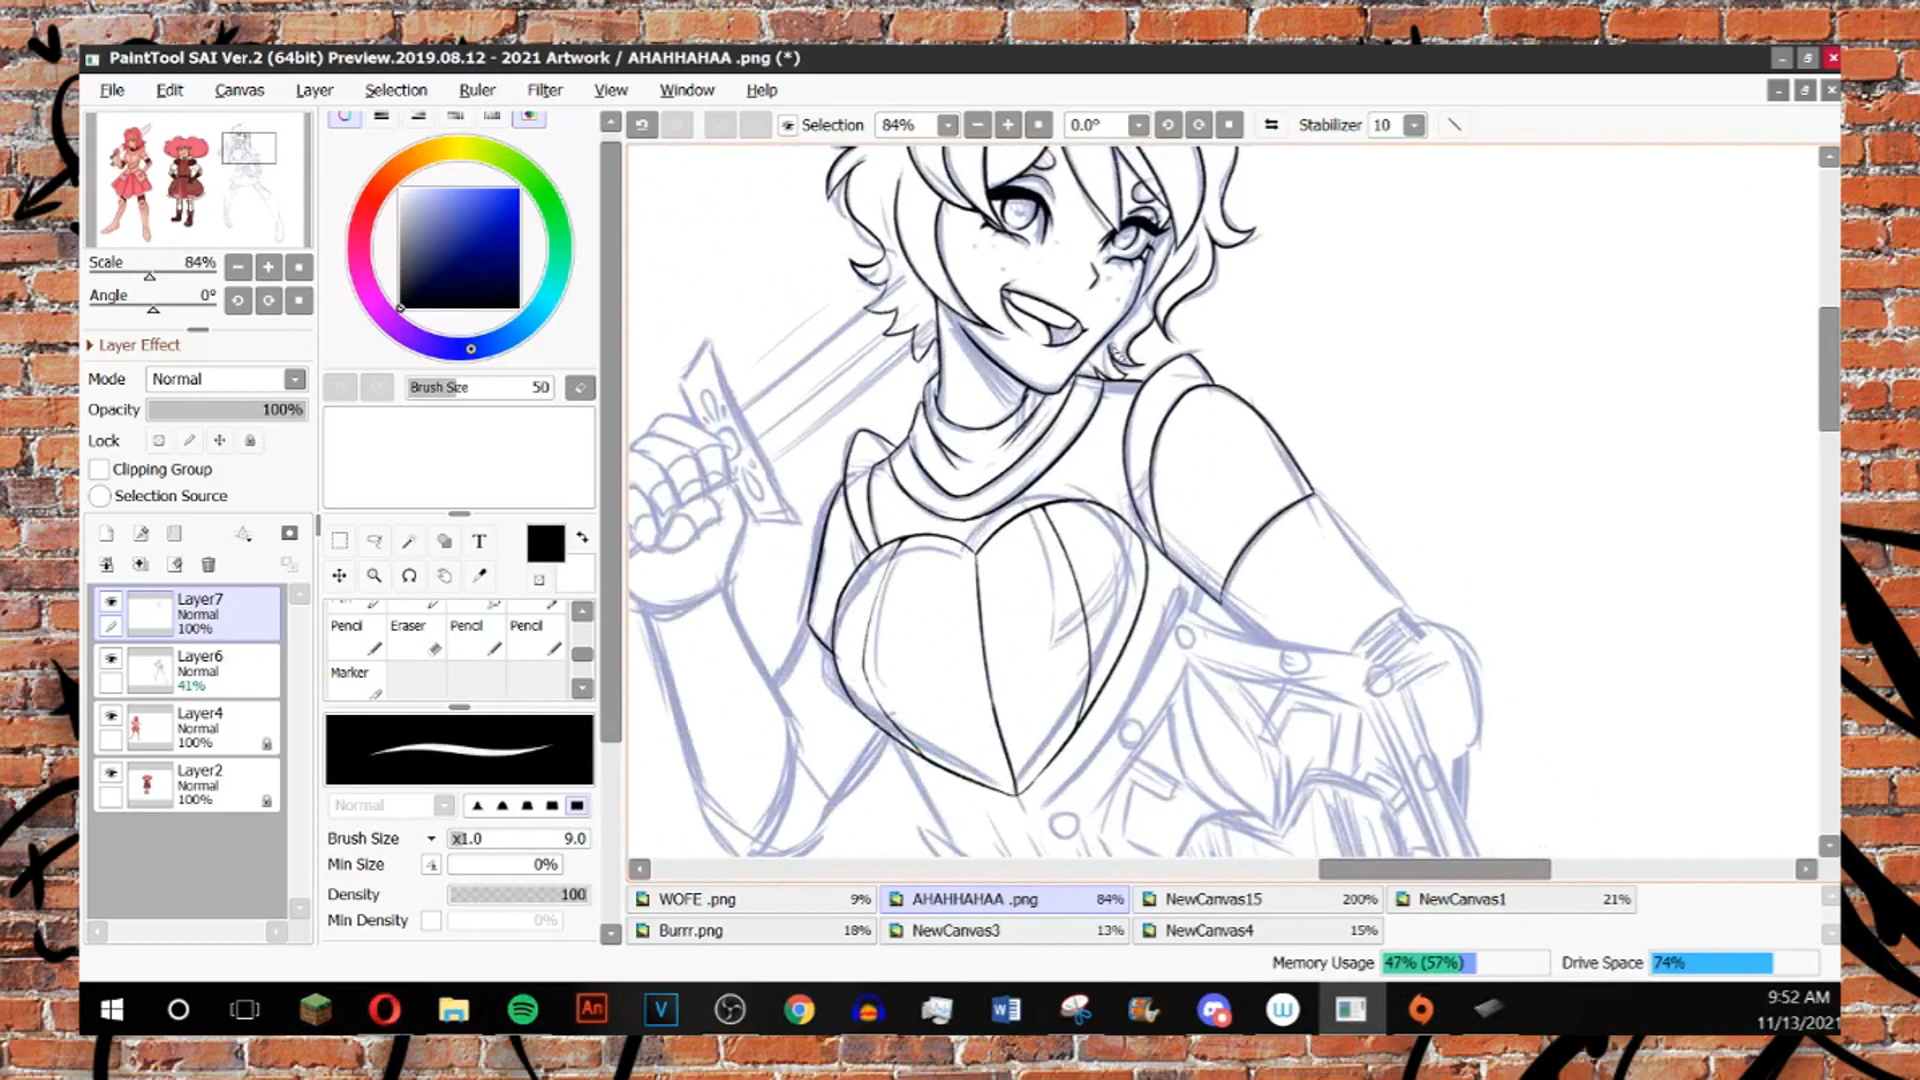 PaintTool SAI Ver.2 (64bit) Preview.2019.08.12 - 2021 Artwork / AHAHHAHAA .png (*)
File Edit Canvas Layer Selection Ruler Filter View Window Help
Selection 84% 0.0° Stabilizer 10
Scale 84%
Angle 0°
Layer Effect
Mode Normal
Opacity 100%
Lock
Clipping Group
Selection Source
Layer7
Normal
100%
Layer6
Normal
41%
Layer4
Normal
100%
Layer2
Normal
100%
Brush Size 50
T
Pencil Eraser Pencil Pencil
Marker
Normal
Brush Size x1.0 9.0
Min Size 0%
Density 100
Min Density 0%
WOFE .png 9% AHAHHAHAA .png 84% NewCanvas15 200% NewCanvas1 21%
Burrr.png 18% NewCanvas3 13% NewCanvas4 15%
Memory Usage 47% (57%) Drive Space 74%
An V W W
9:52 AM
11/13/2021